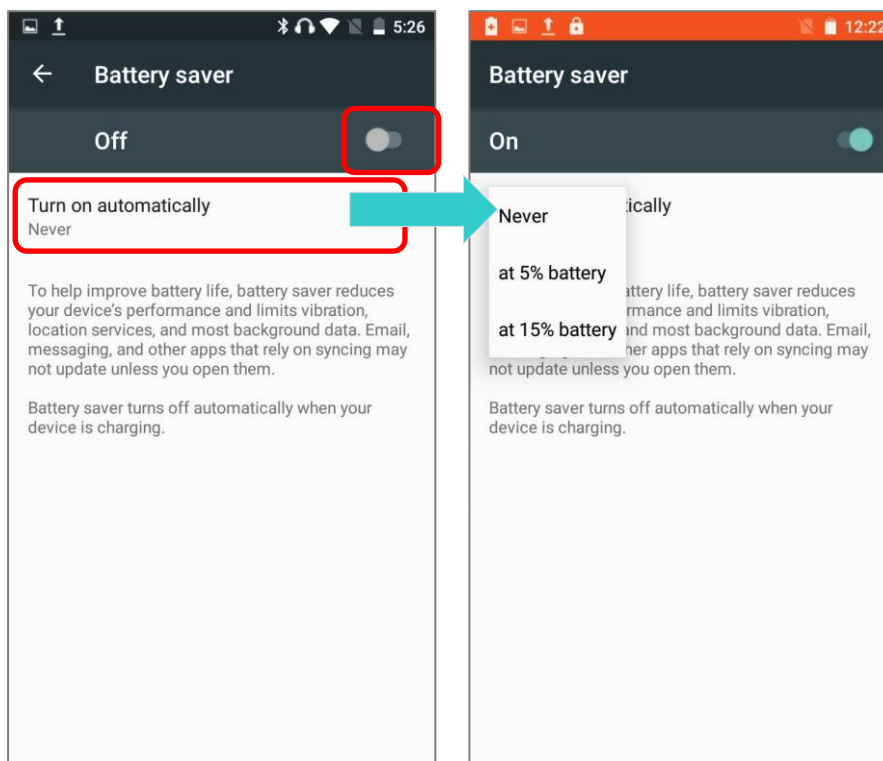 5:26
Battery saver
Off
Turn on automatically
Never
To help improve battery life, battery saver reduces
your device's performance and limits vibration,
location services, and most background data. Email,
messaging, and other apps that rely on syncing may
not update unless you open them.
Battery saver turns off automatically when your
device is charging.
12:22
Battery saver
On
ically
Never
at 5% battery
at 15% battery
attery life, battery saver reduces
rmance and limits vibration,
and most background data. Email,
her apps that rely on syncing may
not update unless you open them.
Battery saver turns off automatically when your
device is charging.